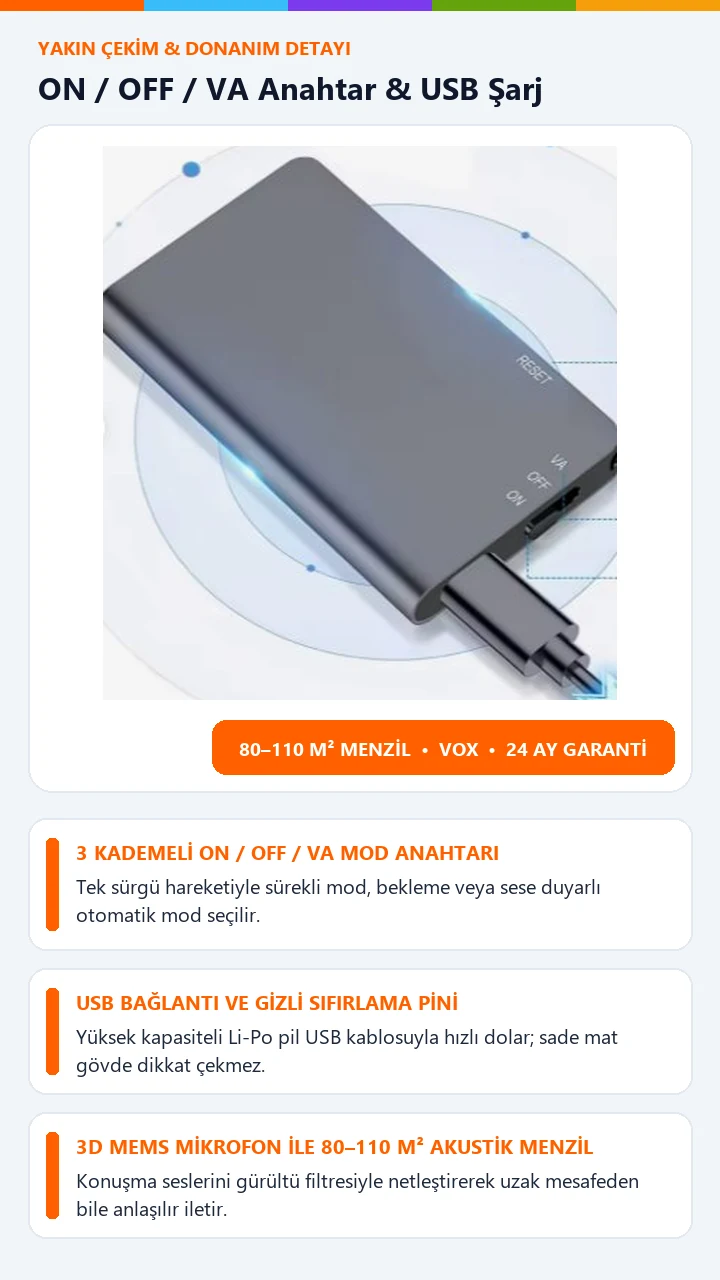 YAKIN ÇEKİM & DONANIM DETAYI
ON / OFF / VA Anahtar & USB Şarj
RESET
VA
OFF
ON
80–110 M² MENZİL • VOX • 24 AY GARANTİ
3 KADEMELİ ON / OFF / VA MOD ANAHTARI
Tek sürgü hareketiyle sürekli mod, bekleme veya sese duyarlı
otomatik mod seçilir.
USB BAĞLANTI VE GİZLİ SIFIRLAMA PİNİ
Yüksek kapasiteli Li-Po pil USB kablosuyla hızlı dolar; sade mat
gövde dikkat çekmez.
3D MEMS MİKROFON İLE 80–110 M² AKUSTİK MENZİL
Konuşma seslerini gürültü filtresiyle netleştirerek uzak mesafeden
bile anlaşılır iletir.